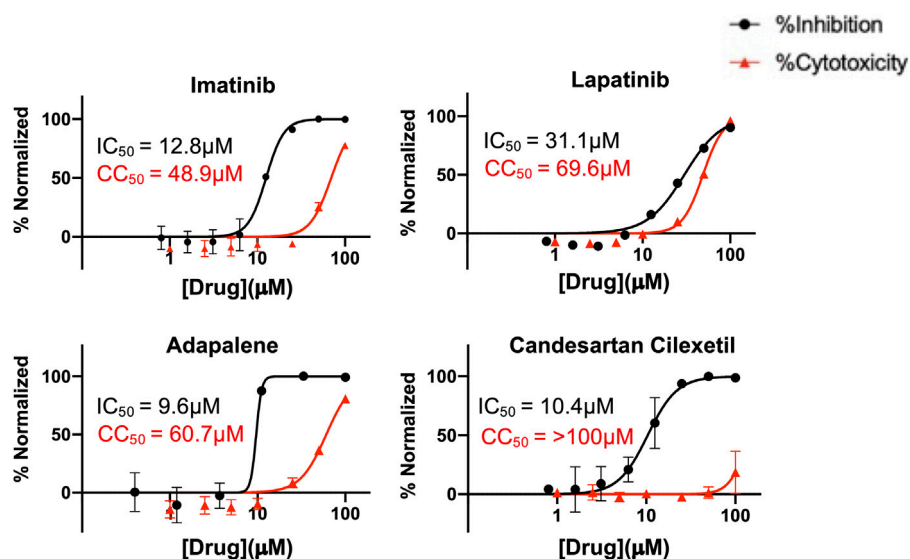 %Inhibition
%Cytotoxicity
Imatinib
% Normalized
100
50
0
IC50 = 12.8µM
CC50 = 48.9µM
1
10
100
[Drug](µM)
Lapatinib
% Normalized
100
50
0
IC50 = 31.1µM
CC50 = 69.6µM
1
10
100
[Drug](µM)
Adapalene
% Normalized
100
50
0
IC50 = 9.6µM
CC50 = 60.7µM
1
10
100
[Drug](µM)
Candesartan Cilexetil
% Normalized
100
50
0
IC50 = 10.4µM
CC50 = >100µM
1
10
100
[Drug](µM)